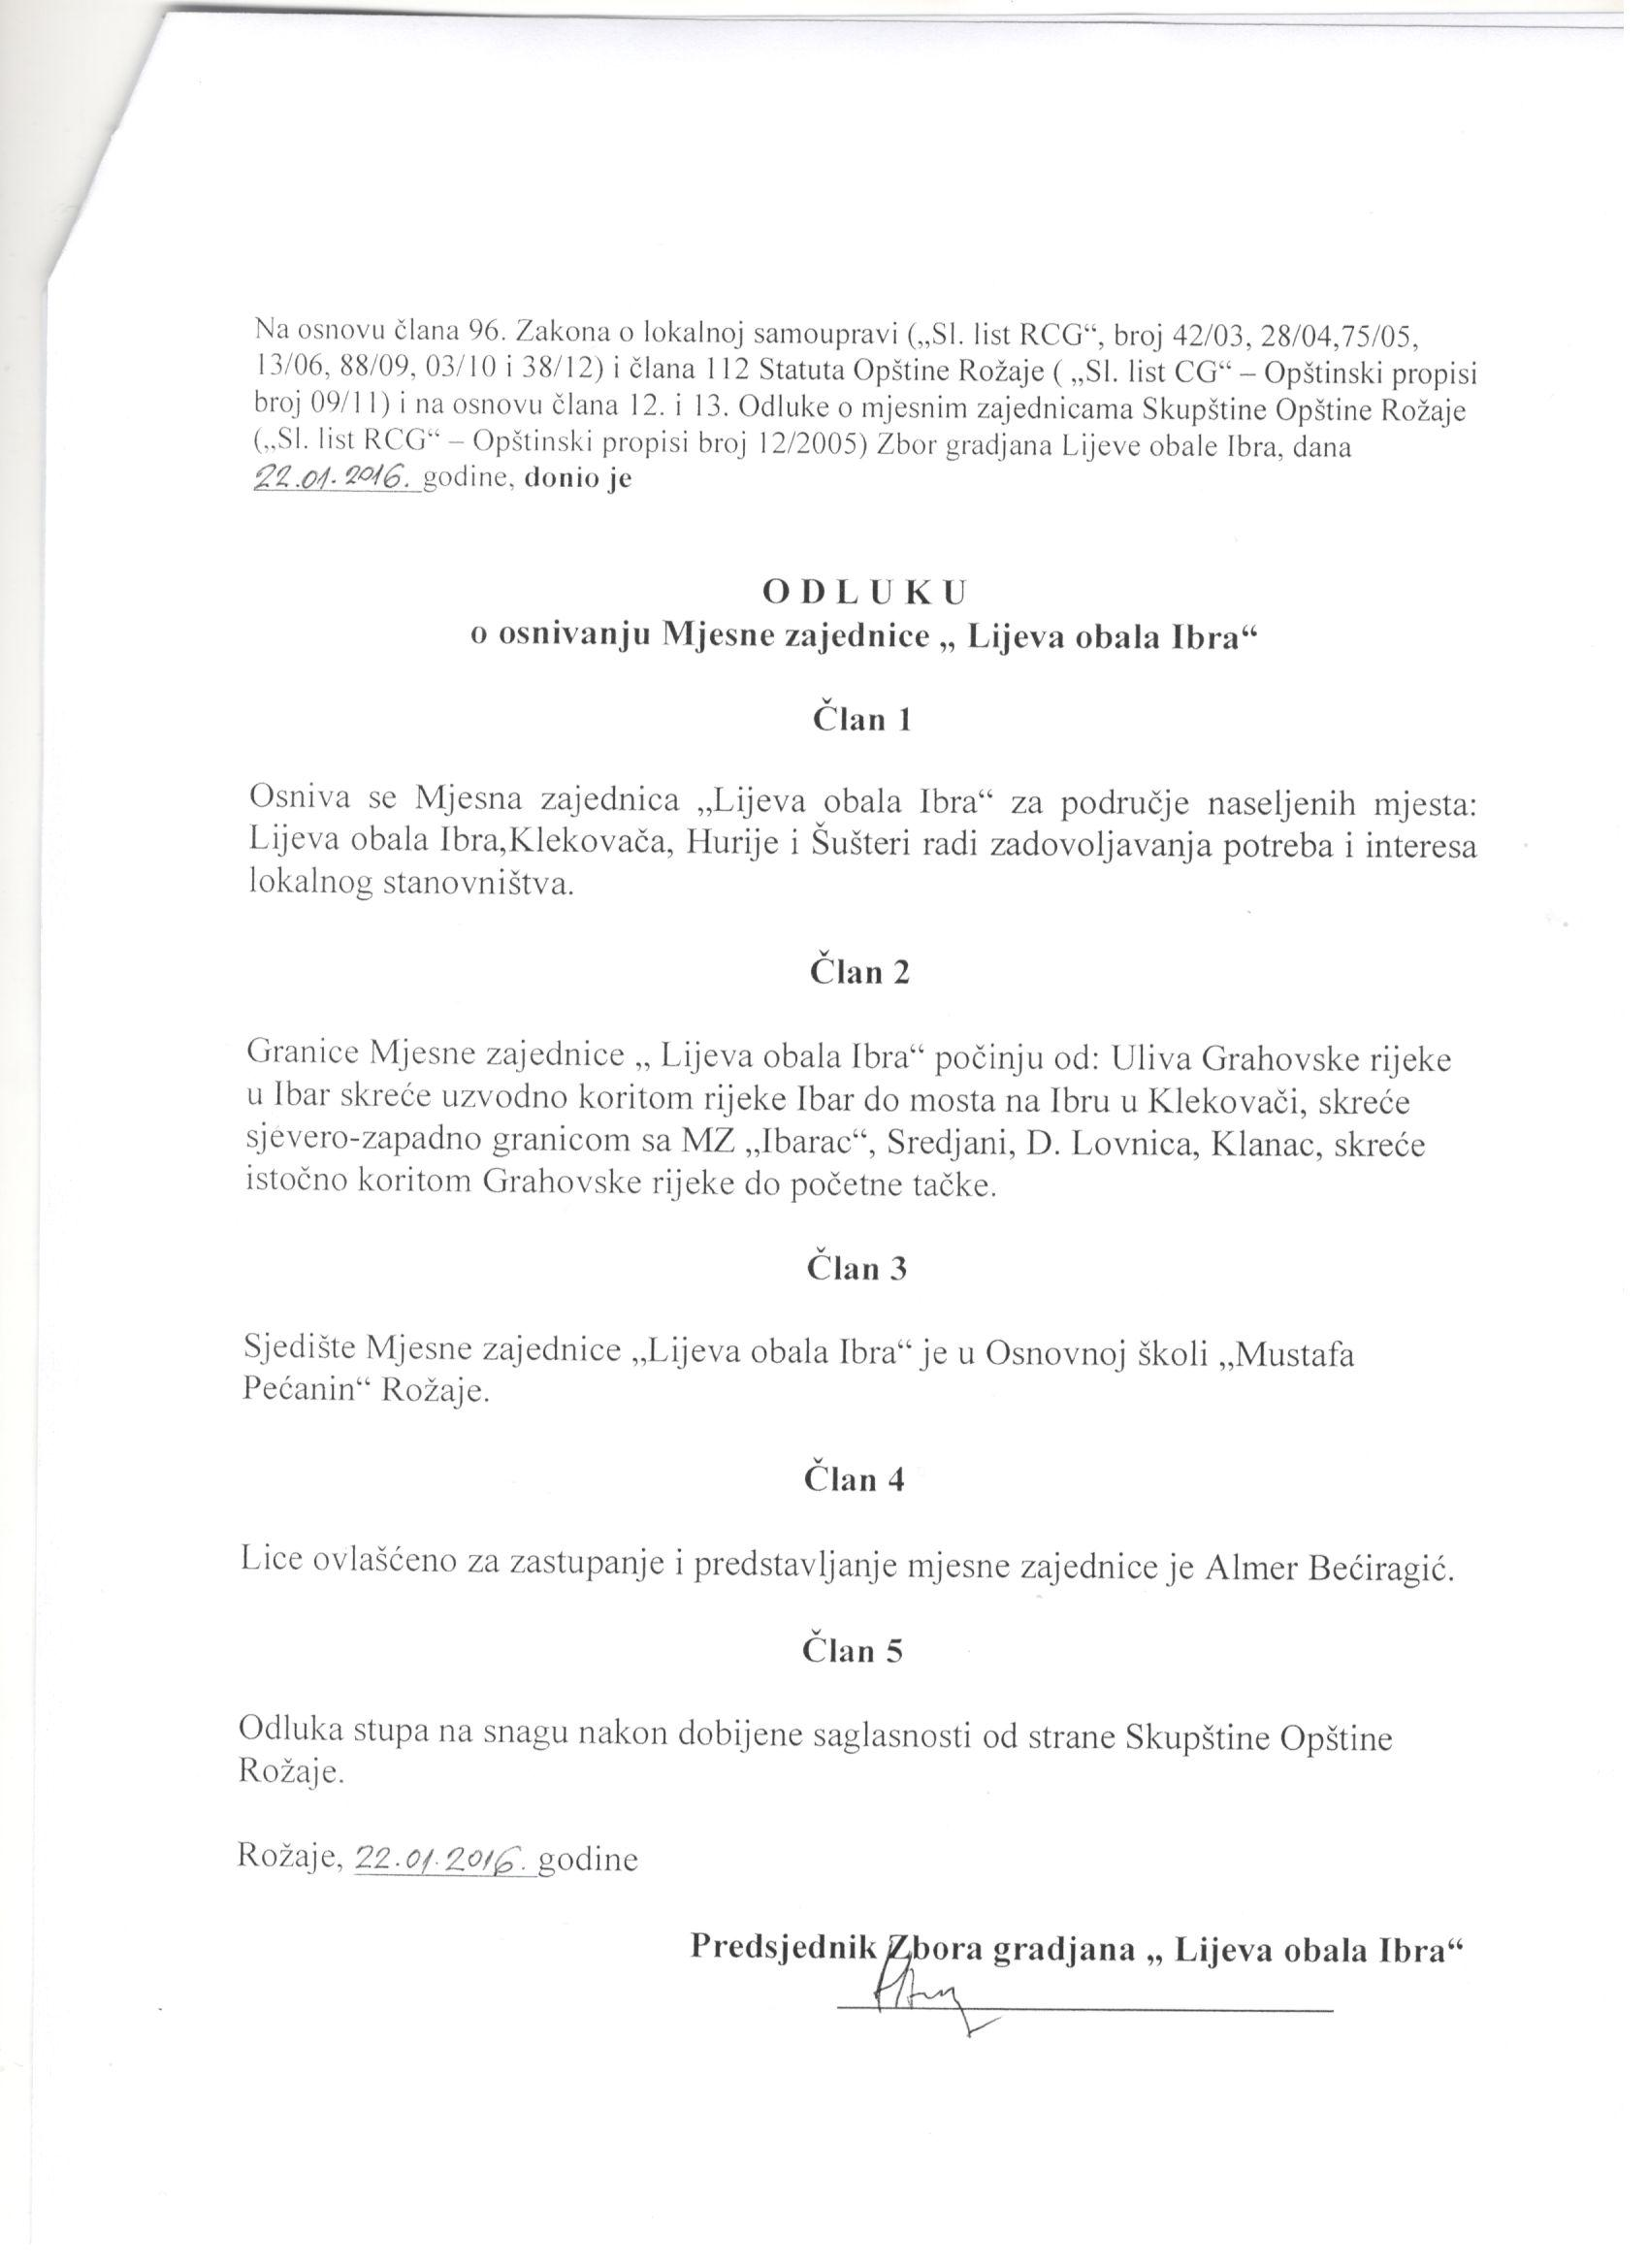 Na osnovu člana 96. Zakona o lokalnoj samoupravi („Sl. list RCG“, broj 42/03, 28/04,75/05,
13/06, 88/09, 03/10 i 38/12) i člana 112 Statuta Opštine Rožaje ( „Sl. list CG“ – Opštinski propisi
broj 09/11) i na osnovu člana 12. i 13. Odluke o mjesnim zajednicama Skupštine Opštine Rožaje
(„Sl. list RCG“ – Opštinski propisi broj 12/2005) Zbor gradjana Lijeve obale Ibra, dana
22.01.2016. godine, donio je
O D L U K U
o osnivanju Mjesne zajednice „ Lijeva obala Ibra“
Član 1
Osniva se Mjesna zajednica „Lijeva obala Ibra“ za područje naseljenih mjesta:
Lijeva obala Ibra,Klekovača, Hurije i Šušteri radi zadovoljavanja potreba i interesa
lokalnog stanovništva.
Član 2
Granice Mjesne zajednice „ Lijeva obala Ibra“ počinju od: Uliva Grahovske rijeke
u Ibar skreće uzvodno koritom rijeke Ibar do mosta na Ibru u Klekovači, skreće
sjevero-zapadno granicom sa MZ „Ibarac“, Sredjani, D. Lovnica, Klanac, skreće
istočno koritom Grahovske rijeke do početne tačke.
Član 3
Sjedište Mjesne zajednice „Lijeva obala Ibra“ je u Osnovnoj školi „Mustafa
Pećanin“ Rožaje.
Član 4
Lice ovlašćeno za zastupanje i predstavljanje mjesne zajednice je Almer Bećiragić.
Član 5
Odluka stupa na snagu nakon dobijene saglasnosti od strane Skupštine Opštine
Rožaje.
Rožaje, 22.01.2016. godine
Predsjednik Zbora gradjana „ Lijeva obala Ibra“